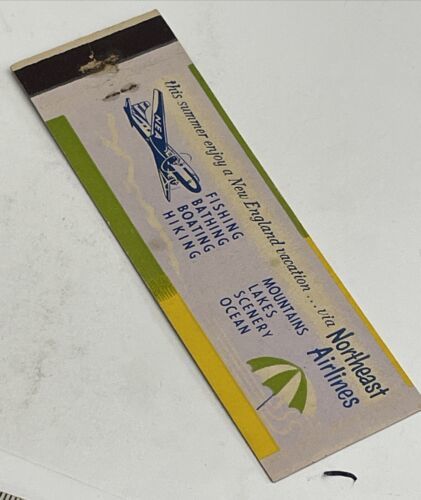 this summer enjoy a New England vacation...via
Northeast
Airlines
NEA
FISHING
BATHING
BOATING
HIKING
MOUNTAINS
LAKES
SCENERY
OCEAN